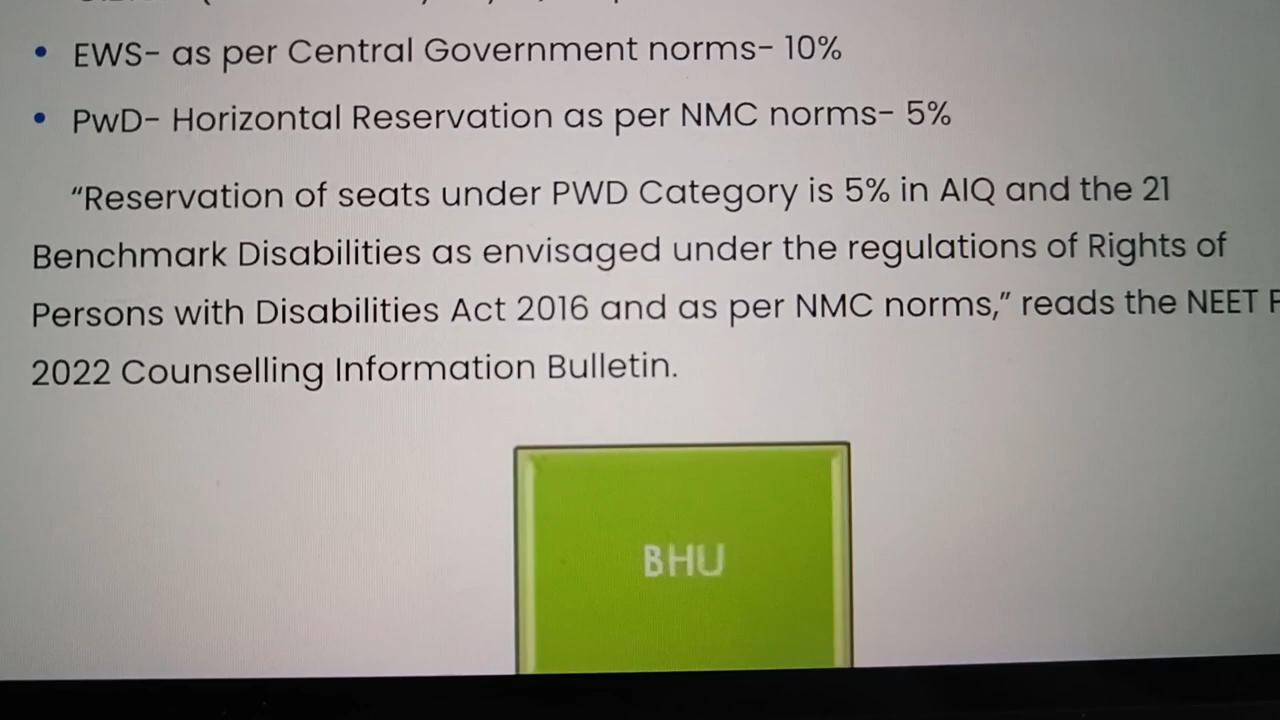 • EWS- as per Central Government norms- 10%
• PwD- Horizontal Reservation as per NMC norms- 5%
“Reservation of seats under PWD Category is 5% in AIQ and the 21
Benchmark Disabilities as envisaged under the regulations of Rights of
Persons with Disabilities Act 2016 and as per NMC norms,” reads the NEET
2022 Counselling Information Bulletin.
BHU